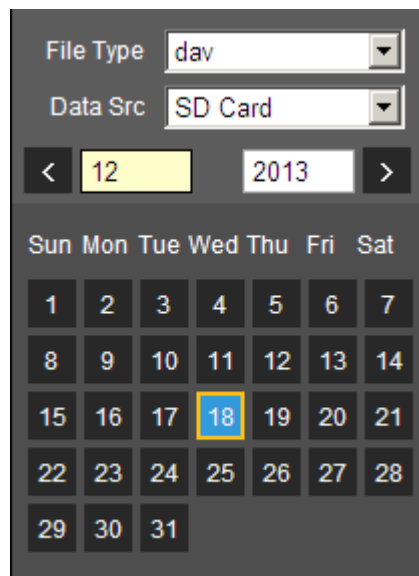 File Type dav
Data Src SD Card
< 12 2013 >
Sun Mon Tue Wed Thu Fri Sat
1 2 3 4 5 6 7
8 9 10 11 12 13 14
15 16 17 18 19 20 21
22 23 24 25 26 27 28
29 30 31